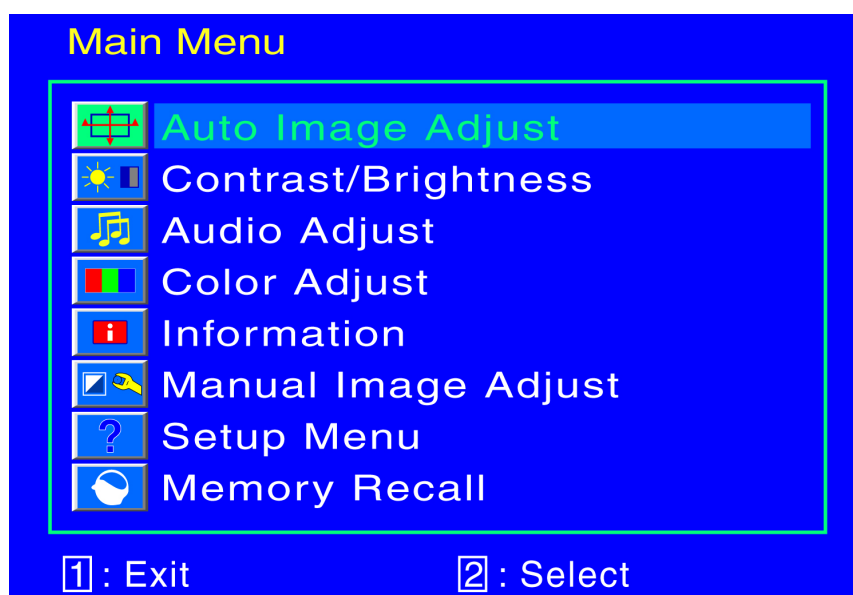 Main Menu
Auto Image Adjust
Contrast/Brightness
Audio Adjust
Color Adjust
i Information
Manual Image Adjust
? Setup Menu
Memory Recall
1 : Exit 2 : Select